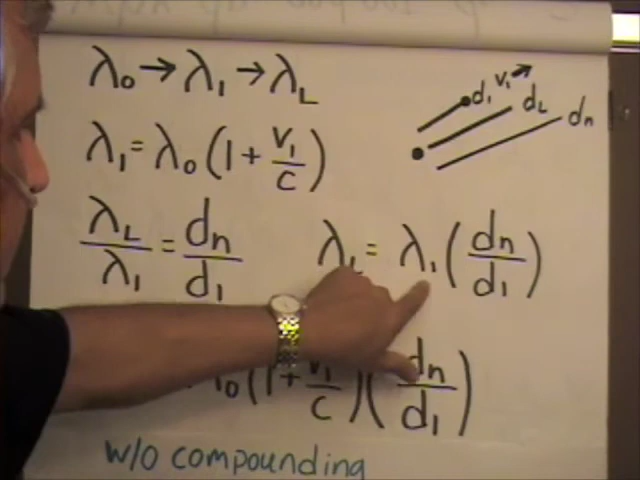 λ₀ → λ₁ → λ_L
d₁ v₁ → d_L d_n
λ₁ = λ₀ (1 + v₁/c)
λ_L/λ₁ = d_n/d₁
λ_L = λ₁ (d_n/d₁)
λ₀ (1 + v₁/c) (d_n/d₁)
w/o compounding